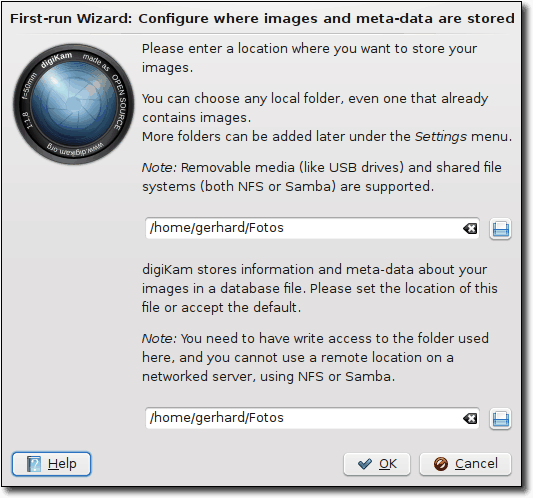 First-run Wizard: Configure where images and meta-data are stored
digiKam made as OPEN SOURCE
www.digikam.org
1:1.8 f=50mm
Please enter a location where you want to store your
images.
You can choose any local folder, even one that already
contains images.
More folders can be added later under the Settings menu.
Note: Removable media (like USB drives) and shared file
systems (both NFS or Samba) are supported.
/home/gerhard/Fotos
digiKam stores information and meta-data about your
images in a database file. Please set the location of this
file or accept the default.
Note: You need to have write access to the folder used
here, and you cannot use a remote location on a
networked server, using NFS or Samba.
/home/gerhard/Fotos
Help
OK
Cancel